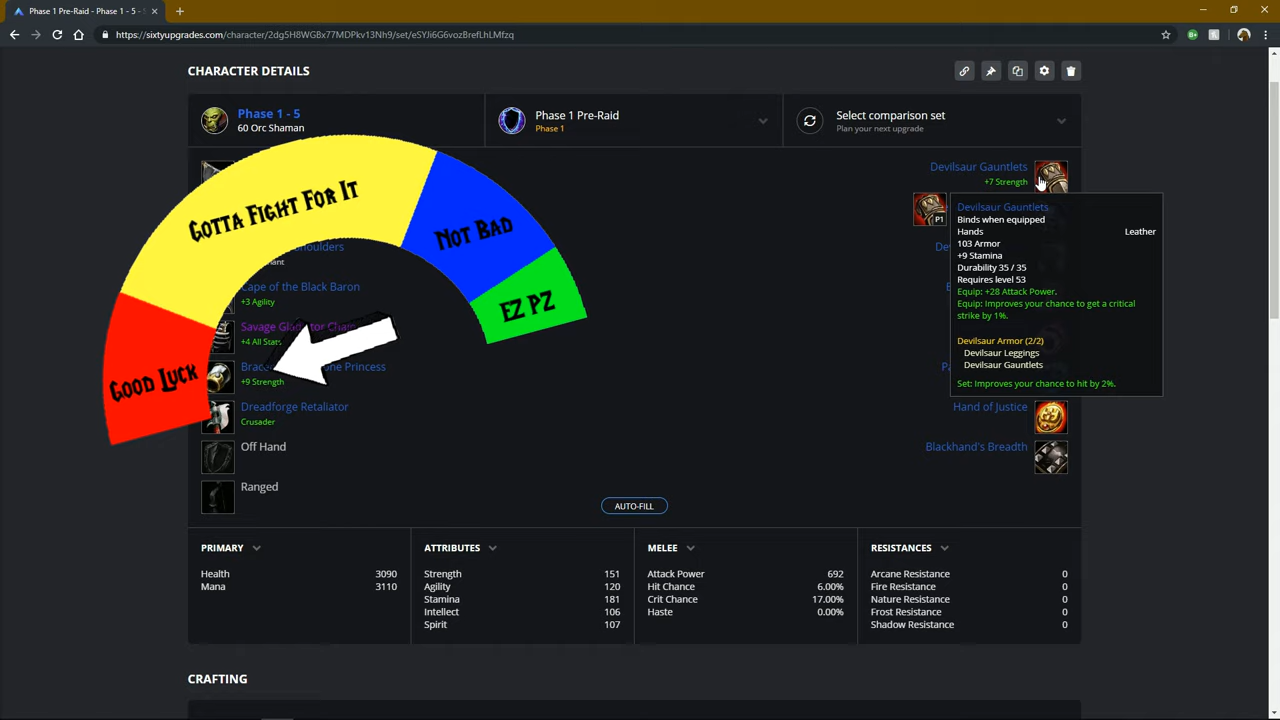 Phase 1 Pre-Raid - Phase 1 - 5 -
https://sixtyupgrades.com/character/2dg5H8WGBx77MDPkv13Nh9/set/eSYJi6G6vozBrefLhLMfzq
CHARACTER DETAILS
Phase 1 - 5
60 Orc Shaman
Phase 1 Pre-Raid
Phase 1
Select comparison set
Plan your next upgrade
Gotta Fight For It
Not Bad
EZ PZ
Good Luck
Cape of the Black Baron
+3 Agility
+4 All Stats
+9 Strength
Dreadforge Retaliator
Crusader
Off Hand
Ranged
Devilsaur Gauntlets
+7 Strength
P1
Devilsaur Gauntlets
Binds when equipped
Hands Leather
103 Armor
+9 Stamina
Durability 35 / 35
Requires level 53
Equip: +28 Attack Power.
Equip: Improves your chance to get a critical
strike by 1%.
Devilsaur Armor (2/2)
Devilsaur Leggings
Devilsaur Gauntlets
Set: Improves your chance to hit by 2%.
Hand of Justice
Blackhand's Breadth
AUTO-FILL
PRIMARY
Health 3090
Mana 3110
ATTRIBUTES
Strength 151
Agility 120
Stamina 181
Intellect 106
Spirit 107
MELEE
Attack Power 692
Hit Chance 6.00%
Crit Chance 17.00%
Haste 0.00%
RESISTANCES
Arcane Resistance 0
Fire Resistance 0
Nature Resistance 0
Frost Resistance 0
Shadow Resistance 0
CRAFTING